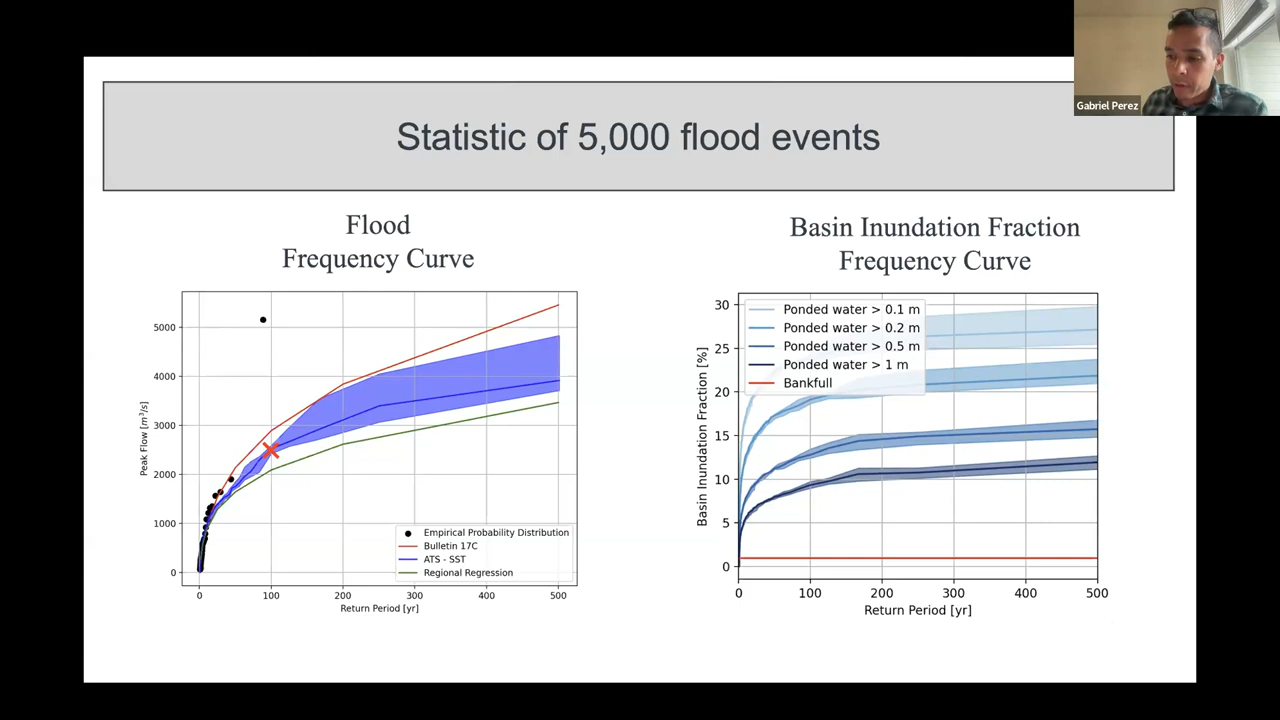 Gabriel Perez
Statistic of 5,000 flood events
Flood
Frequency Curve
Peak Flow [m³/s]
5000
4000
3000
2000
1000
0
Empirical Probability Distribution
Bulletin 17C
ATS - SST
Regional Regression
0 100 200 300 400 500
Return Period [yr]
Basin Inundation Fraction
Frequency Curve
Basin Inundation Fraction [%]
30
25
20
15
10
5
0
Ponded water > 0.1 m
Ponded water > 0.2 m
Ponded water > 0.5 m
Ponded water > 1 m
Bankfull
0 100 200 300 400 500
Return Period [yr]